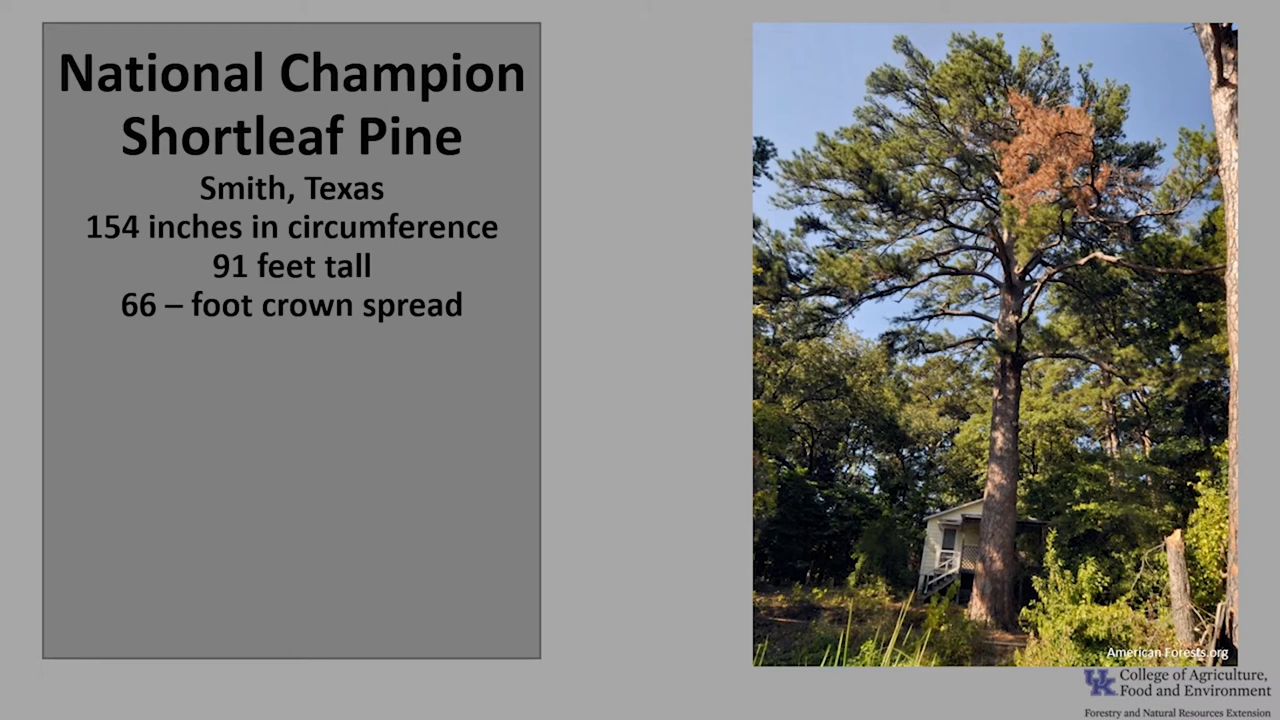 National Champion
Shortleaf Pine
Smith, Texas
154 inches in circumference
91 feet tall
66 – foot crown spread
American Forests.org
UK College of Agriculture,
Food and Environment
Forestry and Natural Resources Extension